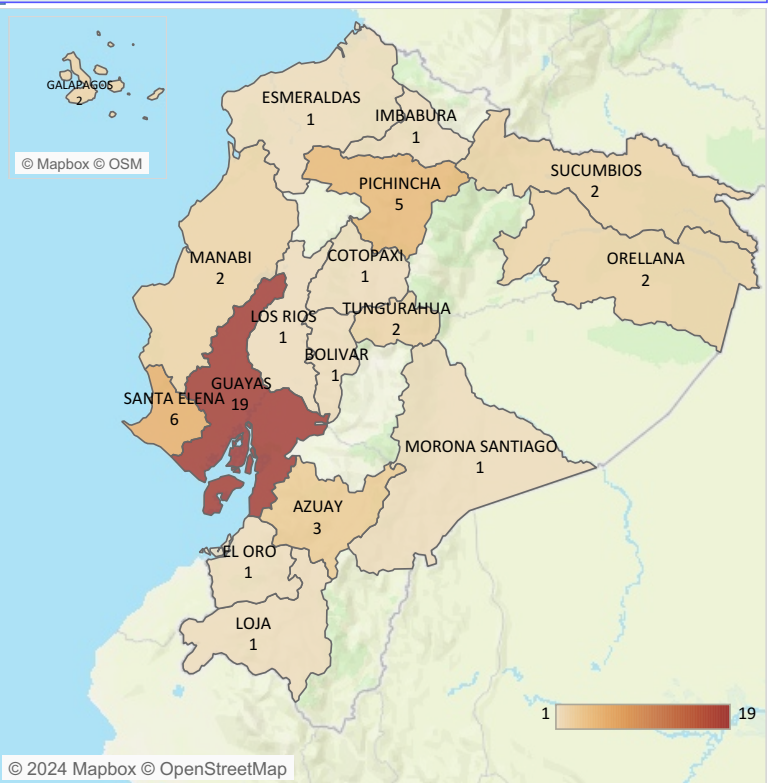 GALAPAGOS
2
© Mapbox © OSM
ESMERALDAS
1
IMBABURA
1
PICHINCHA
5
SUCUMBIOS
2
MANABI
2
COTOPAXI
1
ORELLANA
2
LOS RIOS
1
TUNGURAHUA
2
BOLIVAR
1
SANTA ELENA
6
GUAYAS
19
MORONA SANTIAGO
1
AZUAY
3
EL ORO
1
LOJA
1
1
19
© 2024 Mapbox © OpenStreetMap